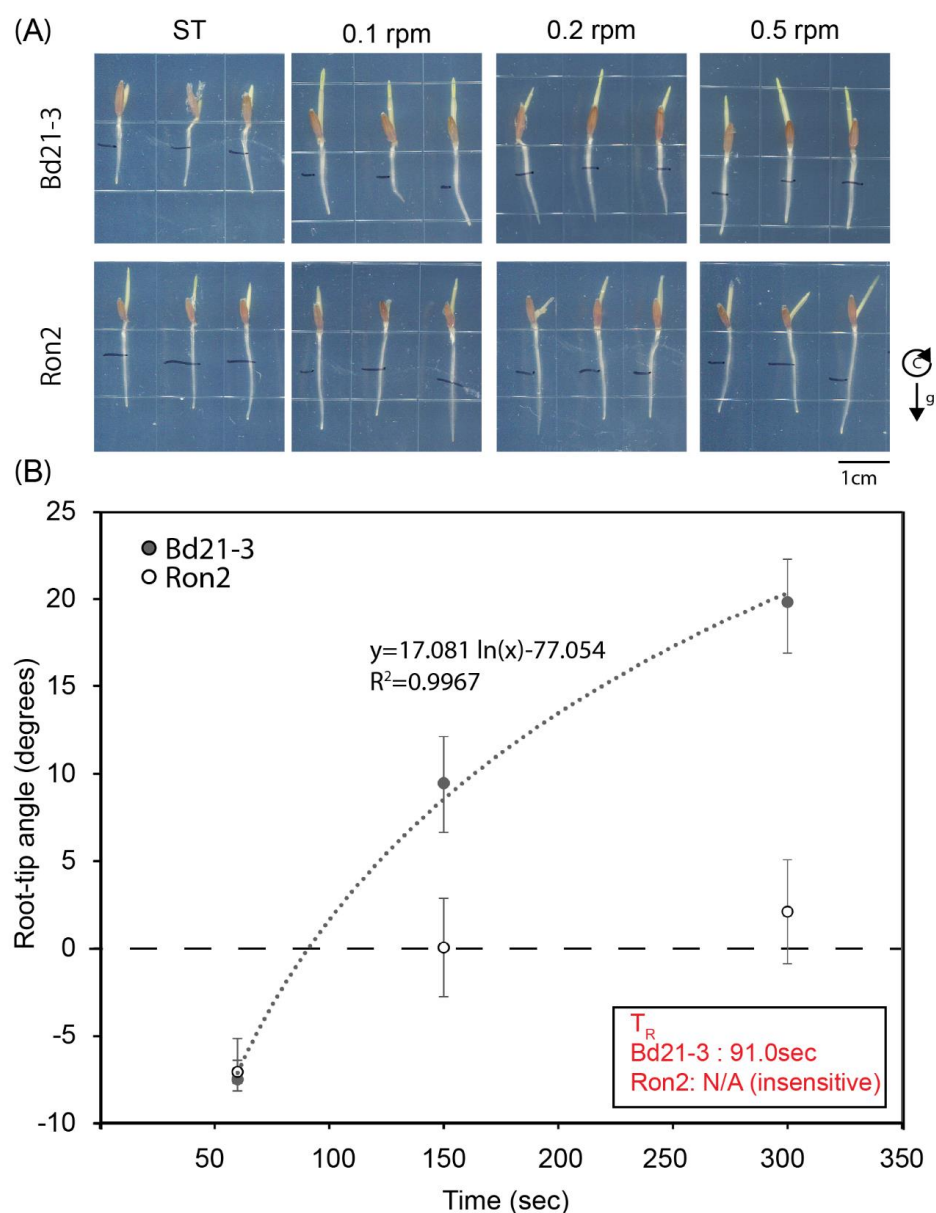 (A)
ST
0.1 rpm
0.2 rpm
0.5 rpm
Bd21-3
Ron2
g
1cm
(B)
Bd21-3
Ron2
y=17.081 ln(x)-77.054
R²=0.9967
Root-tip angle (degrees)
25
20
15
10
5
0
-5
-10
T_R
Bd21-3 : 91.0sec
Ron2: N/A (insensitive)
50
100
150
200
250
300
350
Time (sec)